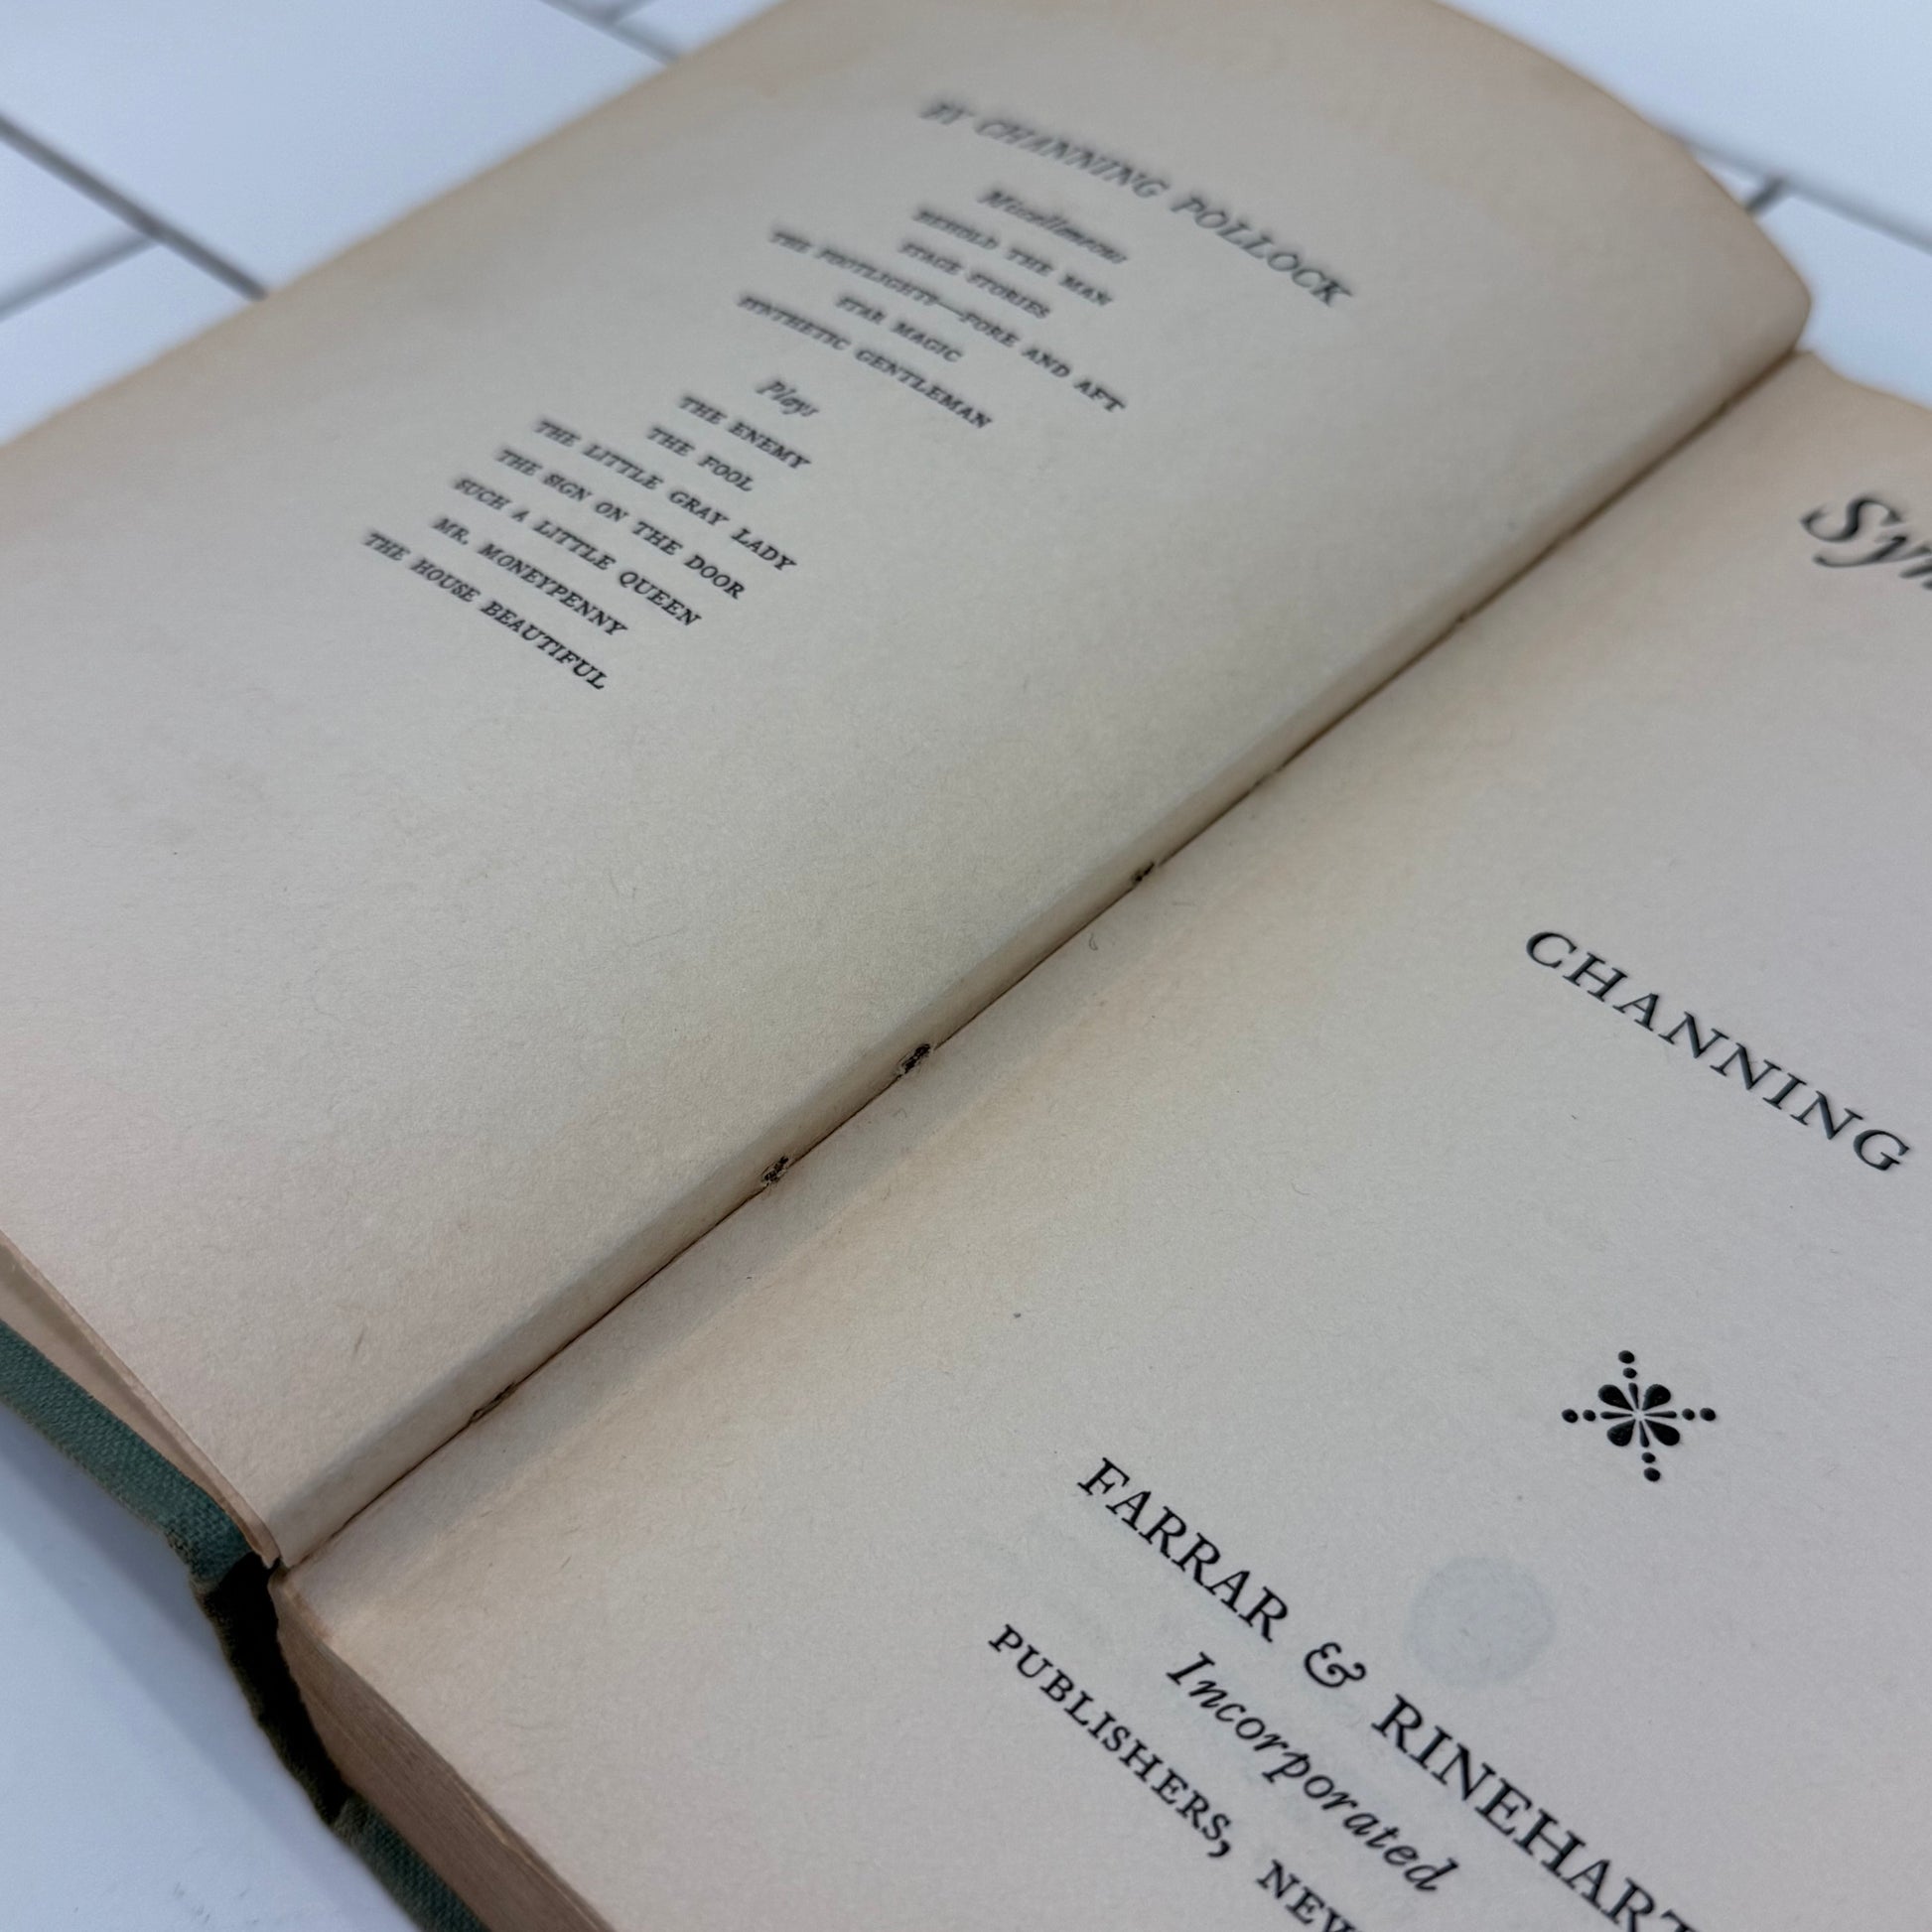 BY CHANNING POLLOCK
Miscellaneous
BEHOLD THE MAN
STAGE STORIES
THE FOOTLIGHTS—FORE AND AFT
STAR MAGIC
SYNTHETIC GENTLEMAN
Plays
THE ENEMY
THE FOOL
THE LITTLE GRAY LADY
THE SIGN ON THE DOOR
SUCH A LITTLE QUEEN
MR. MONEYPENNY
THE HOUSE BEAUTIFUL
Syn
CHANNING
FARRAR & RINEHART
Incorporated
PUBLISHERS, NEW